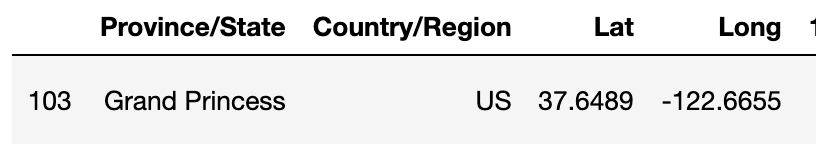 Province/State Country/Region Lat Long
103 Grand Princess US 37.6489 -122.6655